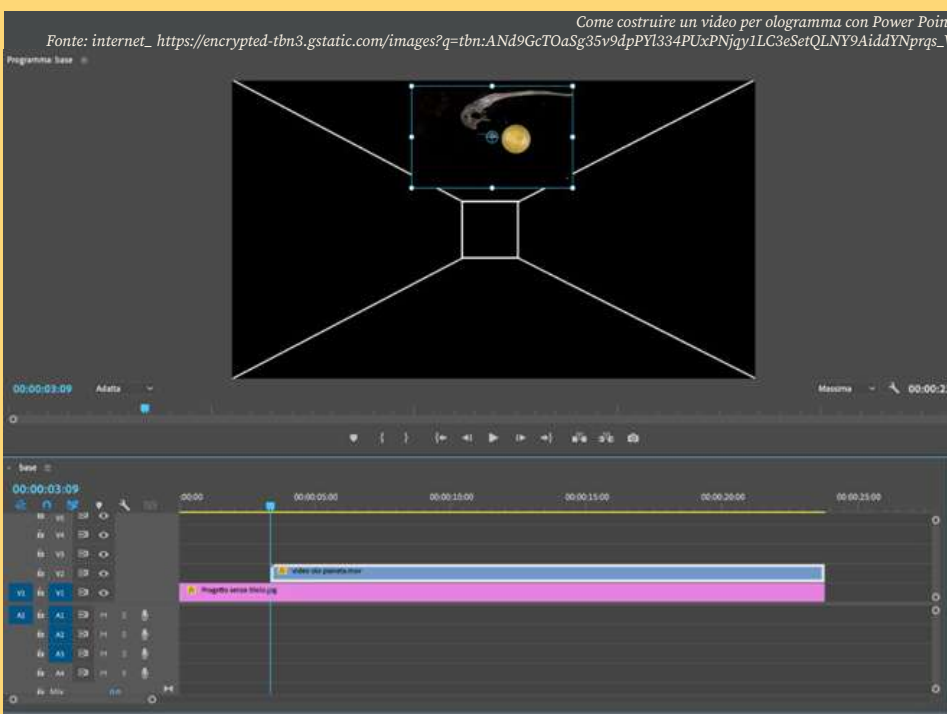 Come costruire un video per ologramma con Power Poin
Fonte: internet_ https://encrypted-tbn3.gstatic.com/images?q=tbn:ANd9GcTOaSg35v9dpPYl334PUxPNjqy1LC3eSetQLNY9AiddYNprqs_
Programma: base
00:00:03:09 Adatta Massima 00:00:2
base
00:00:03:09
:00:00 00:00:05:00 00:00:10:00 00:00:15:00 00:00:20:00 00:00:25:00
V4
V3
V2 video olo pianeta.mov
V1 V1 Progetto senza titolo.jpg
A1 A1 M S
A2 M S
A3 M S
A4 M S
Mix 0.0